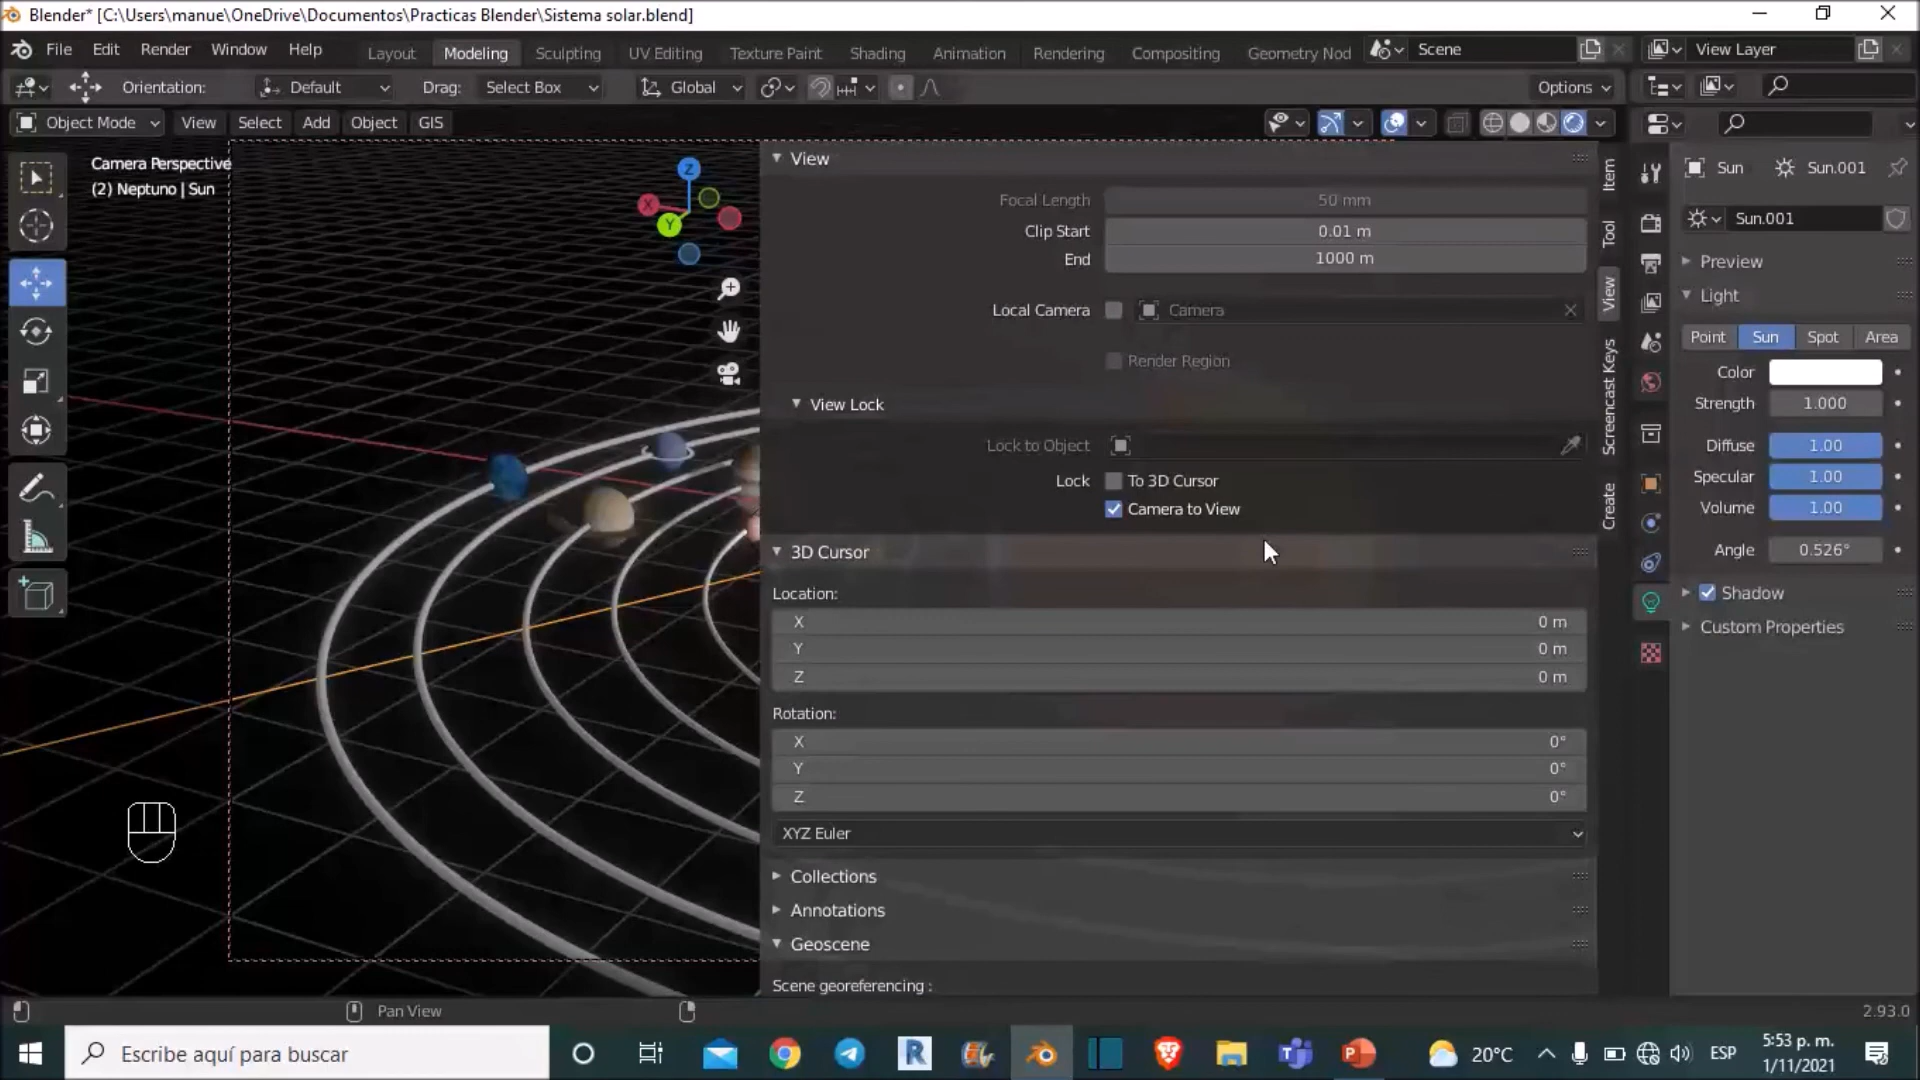 Blender* [C:\Users\manue\OneDrive\Documentos\Practicas Blender\Sistema solar.blend]
File Edit Render Window Help Layout Modeling Sculpting UV Editing Texture Paint Shading Animation Rendering Compositing Geometry Nod Scene View Layer
Orientation: Default Drag: Select Box Global Options
Object Mode View Select Add Object GIS
Camera Perspective
(2) Neptuno | Sun
Z
X
Y
View
Focal Length 50 mm
Clip Start 0.01 m
End 1000 m
Local Camera Camera
Render Region
View Lock
Lock to Object
Lock To 3D Cursor
Camera to View
3D Cursor
Location:
X 0 m
Y 0 m
Z 0 m
Rotation:
X 0°
Y 0°
Z 0°
XYZ Euler
Collections
Annotations
Geoscene
Scene georeferencing :
Item
Tool
View
Screencast Keys
Create
Sun Sun.001
Sun.001
Preview
Light
Point Sun Spot Area
Color
Strength 1.000
Diffuse 1.00
Specular 1.00
Volume 1.00
Angle 0.526°
Shadow
Custom Properties
Pan View
2.93.0
Escribe aquí para buscar
20°C
ESP
5:53 p. m.
1/11/2021